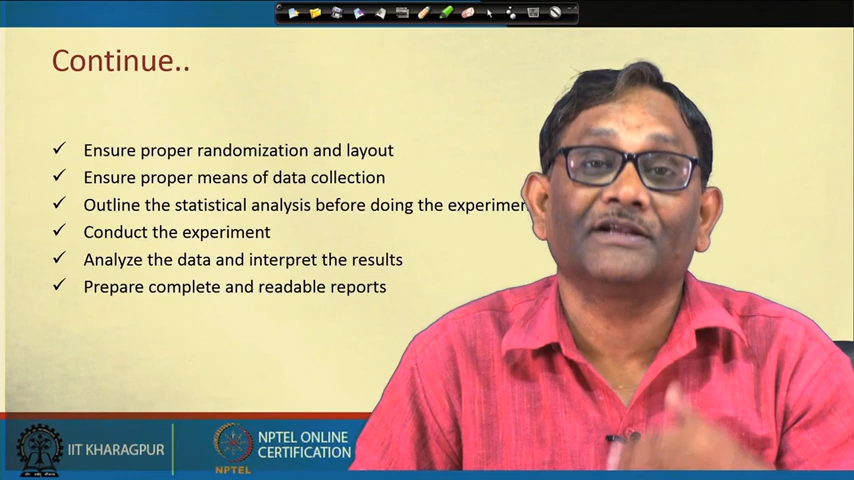 Continue..
Ensure proper randomization and layout
Ensure proper means of data collection
Outline the statistical analysis before doing the experimen
Conduct the experiment
Analyze the data and interpret the results
Prepare complete and readable reports
IIT KHARAGPUR
NPTEL
NPTEL ONLINE
CERTIFICATION